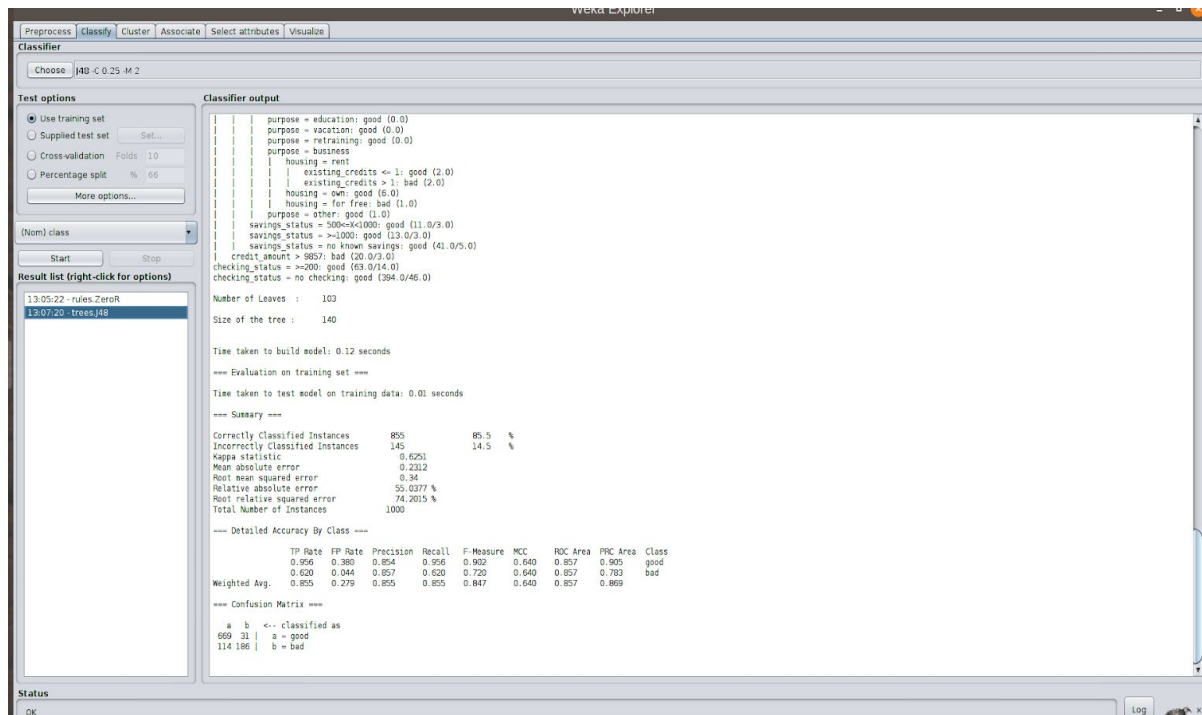 Weka Explorer
Preprocess Classify Cluster Associate Select attributes Visualize
Classifier
Choose J48 -C 0.25 -M 2
Test options
Use training set
Supplied test set Set...
Cross-validation Folds 10
Percentage split % 66
More options...
(Nom) class
Start Stop
Result list (right-click for options)
13:05:22 - rules.ZeroR
13:07:20 - trees.J48
Classifier output
| | | purpose = education: good (0.0)
| | | purpose = vacation: good (0.0)
| | | purpose = retraining: good (0.0)
| | | purpose = business
| | | | housing = rent
| | | | | existing_credits <= 1: good (2.0)
| | | | | existing_credits > 1: bad (2.0)
| | | | housing = own: good (6.0)
| | | | housing = for free: bad (1.0)
| | | purpose = other: good (1.0)
| | savings_status = 500<=X<1000: good (11.0/3.0)
| | savings_status = >=1000: good (13.0/3.0)
| | savings_status = no known savings: good (41.0/5.0)
| credit_amount > 9857: bad (20.0/3.0)
checking_status = >=200: good (63.0/14.0)
checking_status = no checking: good (394.0/46.0)
Number of Leaves : 103
Size of the tree : 140
Time taken to build model: 0.12 seconds
=== Evaluation on training set ===
Time taken to test model on training data: 0.01 seconds
=== Summary ===
Correctly Classified Instances 855 85.5 %
Incorrectly Classified Instances 145 14.5 %
Kappa statistic 0.6251
Mean absolute error 0.2312
Root mean squared error 0.34
Relative absolute error 55.0377 %
Root relative squared error 74.2015 %
Total Number of Instances 1000
=== Detailed Accuracy By Class ===
TP Rate FP Rate Precision Recall F-Measure MCC ROC Area PRC Area Class
0.956 0.380 0.854 0.956 0.902 0.640 0.857 0.905 good
0.620 0.044 0.857 0.620 0.720 0.640 0.857 0.783 bad
Weighted Avg. 0.855 0.279 0.855 0.855 0.847 0.640 0.857 0.869
=== Confusion Matrix ===
a b <-- classified as
669 31 | a = good
114 186 | b = bad
Status
OK
Log
x